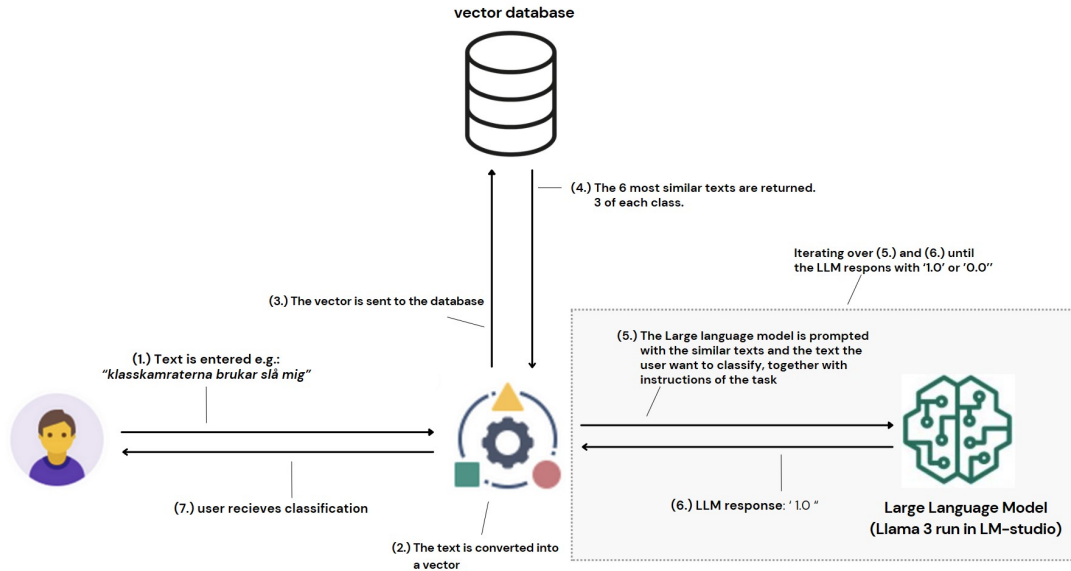 vector database
(4.) The 6 most similar texts are returned.
3 of each class.
Iterating over (5.) and (6.) until
the LLM respons with ‘1.0’ or ’0.0’’
(3.) The vector is sent to the database
(5.) The Large language model is prompted
with the similar texts and the text the
user want to classify, together with
instructions of the task
(1.) Text is entered e.g.:
“klasskamraterna brukar slå mig”
(7.) user recieves classification
(6.) LLM response: ‘ 1.0 “
Large Language Model
(Llama 3 run in LM-studio)
(2.) The text is converted into
a vector